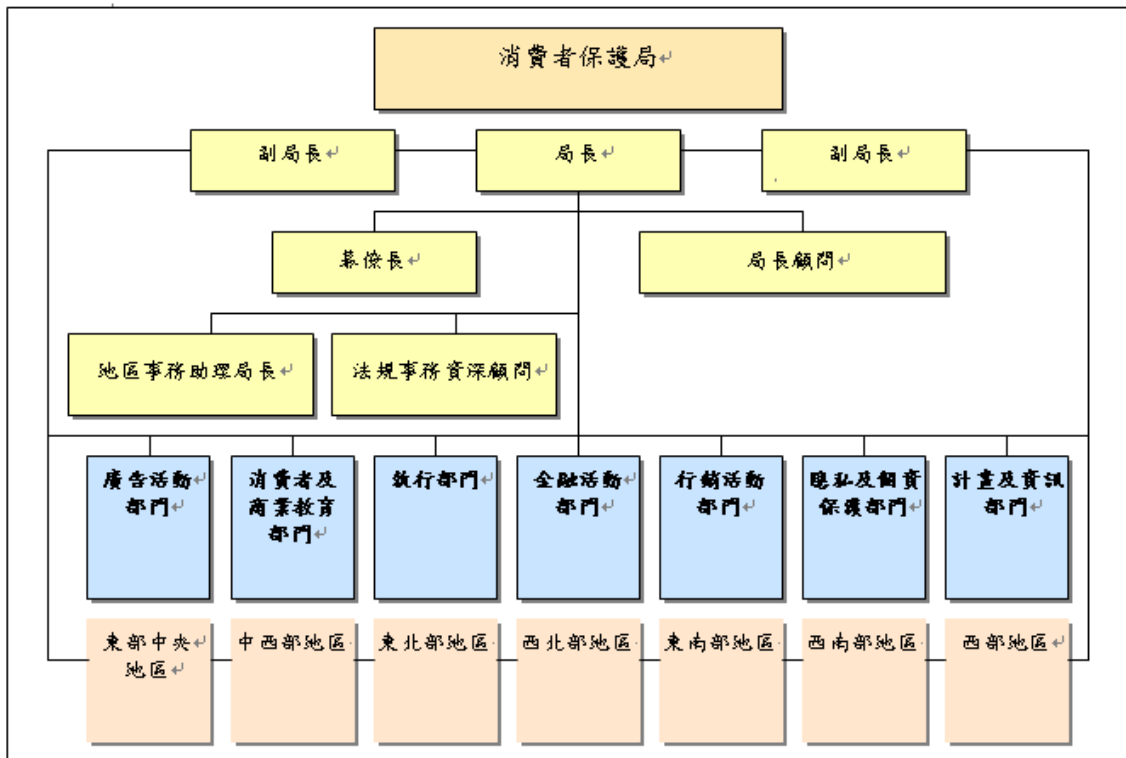 消費者保護局
副局長
局長
副局長
幕僚長
局長顧問
地區事務助理局長
法規事務資深顧問
廣告活動
部門
消費者及
商業教育
部門
執行部門
金融活動
部門
行銷活動
部門
隱私及個資
保護部門
計畫及資訊
部門
東部中央
地區
中西部地區
東北部地區
西北部地區
東南部地區
西南部地區
西部地區